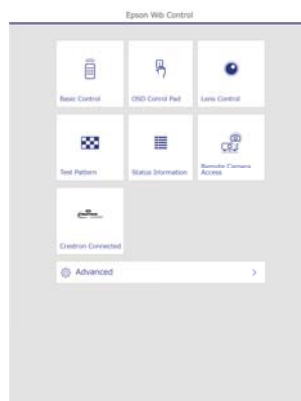 Epson Web Control
Basic Control
OSD Control Pad
Lens Control
Test Pattern
Status Information
Remote Camera
Access
Crestron Connected
Advanced